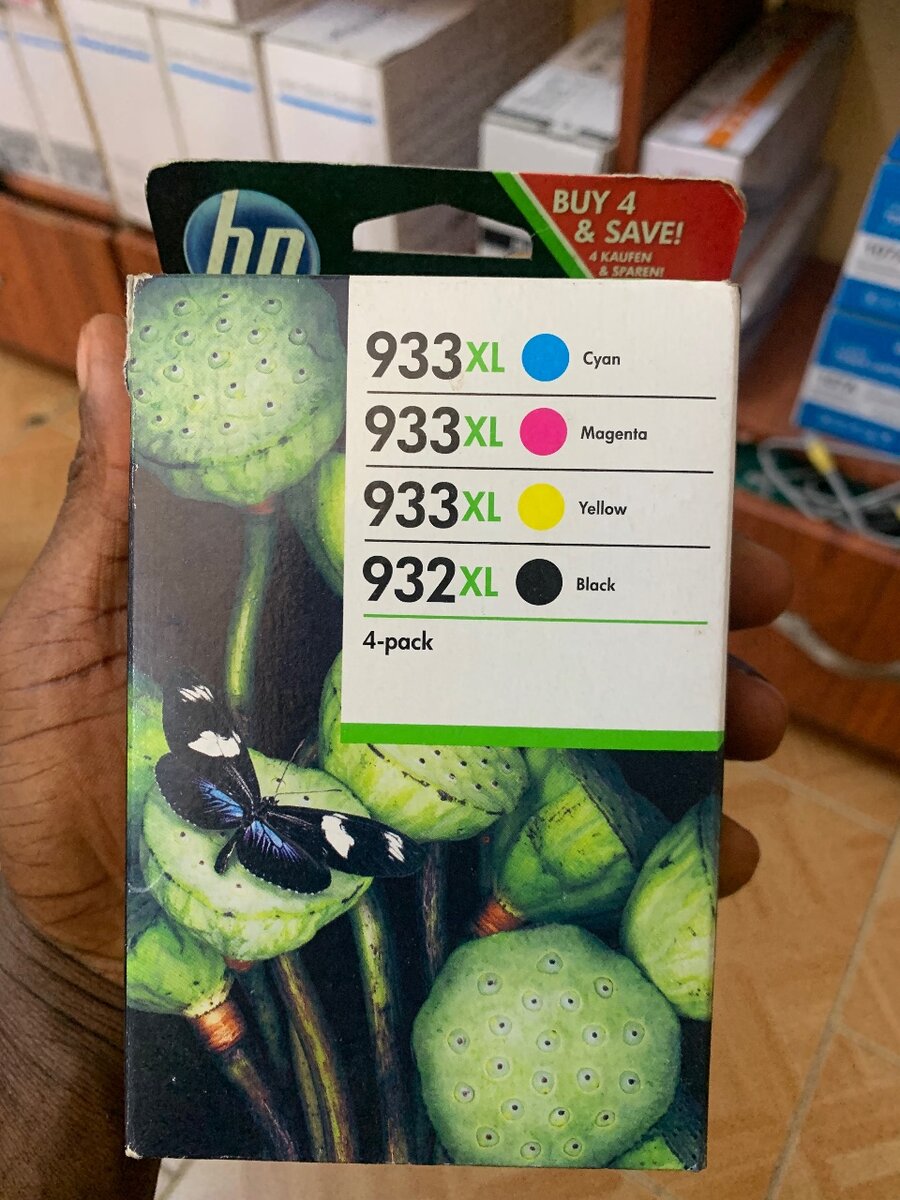 hp
BUY 4
& SAVE!
4 KAUFEN
& SPAREN!
933XL Cyan
933XL Magenta
933XL Yellow
932XL Black
4-pack